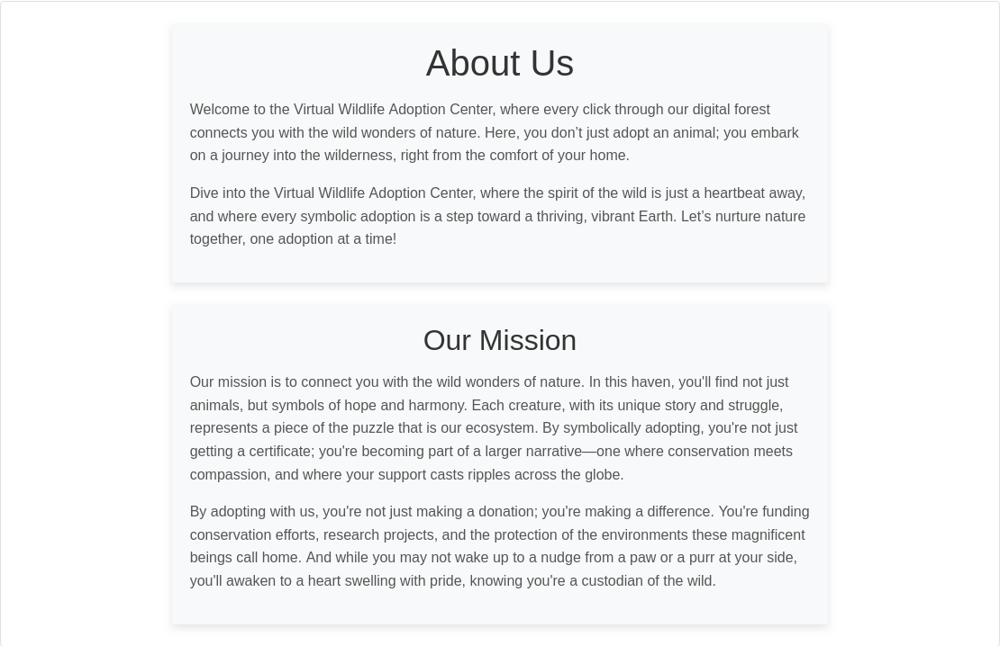 About Us
Welcome to the Virtual Wildlife Adoption Center, where every click through our digital forest
connects you with the wild wonders of nature. Here, you don’t just adopt an animal; you embark
on a journey into the wilderness, right from the comfort of your home.
Dive into the Virtual Wildlife Adoption Center, where the spirit of the wild is just a heartbeat away,
and where every symbolic adoption is a step toward a thriving, vibrant Earth. Let’s nurture nature
together, one adoption at a time!
Our Mission
Our mission is to connect you with the wild wonders of nature. In this haven, you'll find not just
animals, but symbols of hope and harmony. Each creature, with its unique story and struggle,
represents a piece of the puzzle that is our ecosystem. By symbolically adopting, you're not just
getting a certificate; you're becoming part of a larger narrative—one where conservation meets
compassion, and where your support casts ripples across the globe.
By adopting with us, you're not just making a donation; you're making a difference. You're funding
conservation efforts, research projects, and the protection of the environments these magnificent
beings call home. And while you may not wake up to a nudge from a paw or a purr at your side,
you'll awaken to a heart swelling with pride, knowing you're a custodian of the wild.